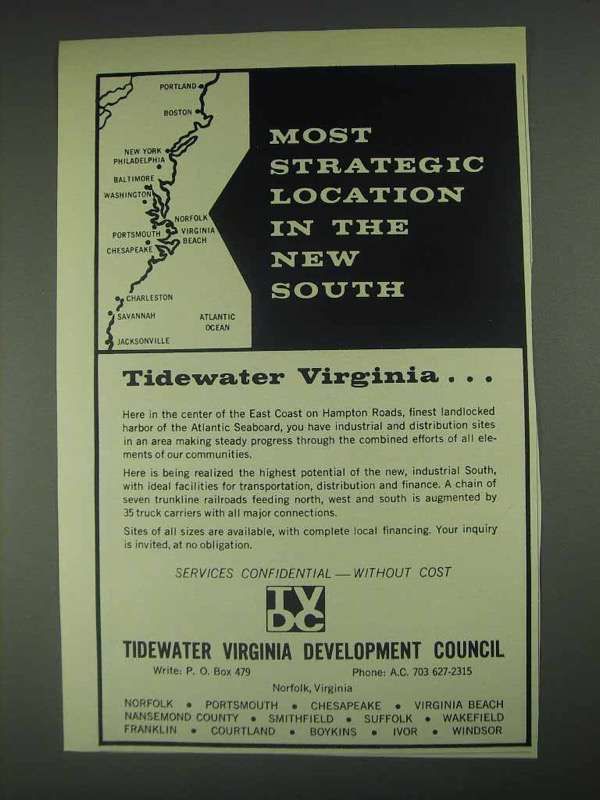 PORTLAND
BOSTON
NEW YORK
PHILADELPHIA
BALTIMORE
WASHINGTON
NORFOLK
PORTSMOUTH
VIRGINIA
BEACH
CHESAPEAKE
CHARLESTON
SAVANNAH
ATLANTIC
OCEAN
JACKSONVILLE
MOST
STRATEGIC
LOCATION
IN THE
NEW
SOUTH
Tidewater Virginia...
Here in the center of the East Coast on Hampton Roads, finest landlocked
harbor of the Atlantic Seaboard, you have industrial and distribution sites
in an area making steady progress through the combined efforts of all ele-
ments of our communities.
Here is being realized the highest potential of the new, industrial South,
with ideal facilities for transportation, distribution and finance. A chain of
seven trunkline railroads feeding north, west and south is augmented by
35 truck carriers with all major connections.
Sites of all sizes are available, with complete local financing. Your inquiry
is invited, at no obligation.
SERVICES CONFIDENTIAL — WITHOUT COST
TV
DC
TIDEWATER VIRGINIA DEVELOPMENT COUNCIL
Write: P. O. Box 479 Phone: A.C. 703 627-2315
Norfolk, Virginia
NORFOLK • PORTSMOUTH • CHESAPEAKE • VIRGINIA BEACH
NANSEMOND COUNTY • SMITHFIELD • SUFFOLK • WAKEFIELD
FRANKLIN • COURTLAND • BOYKINS • IVOR • WINDSOR